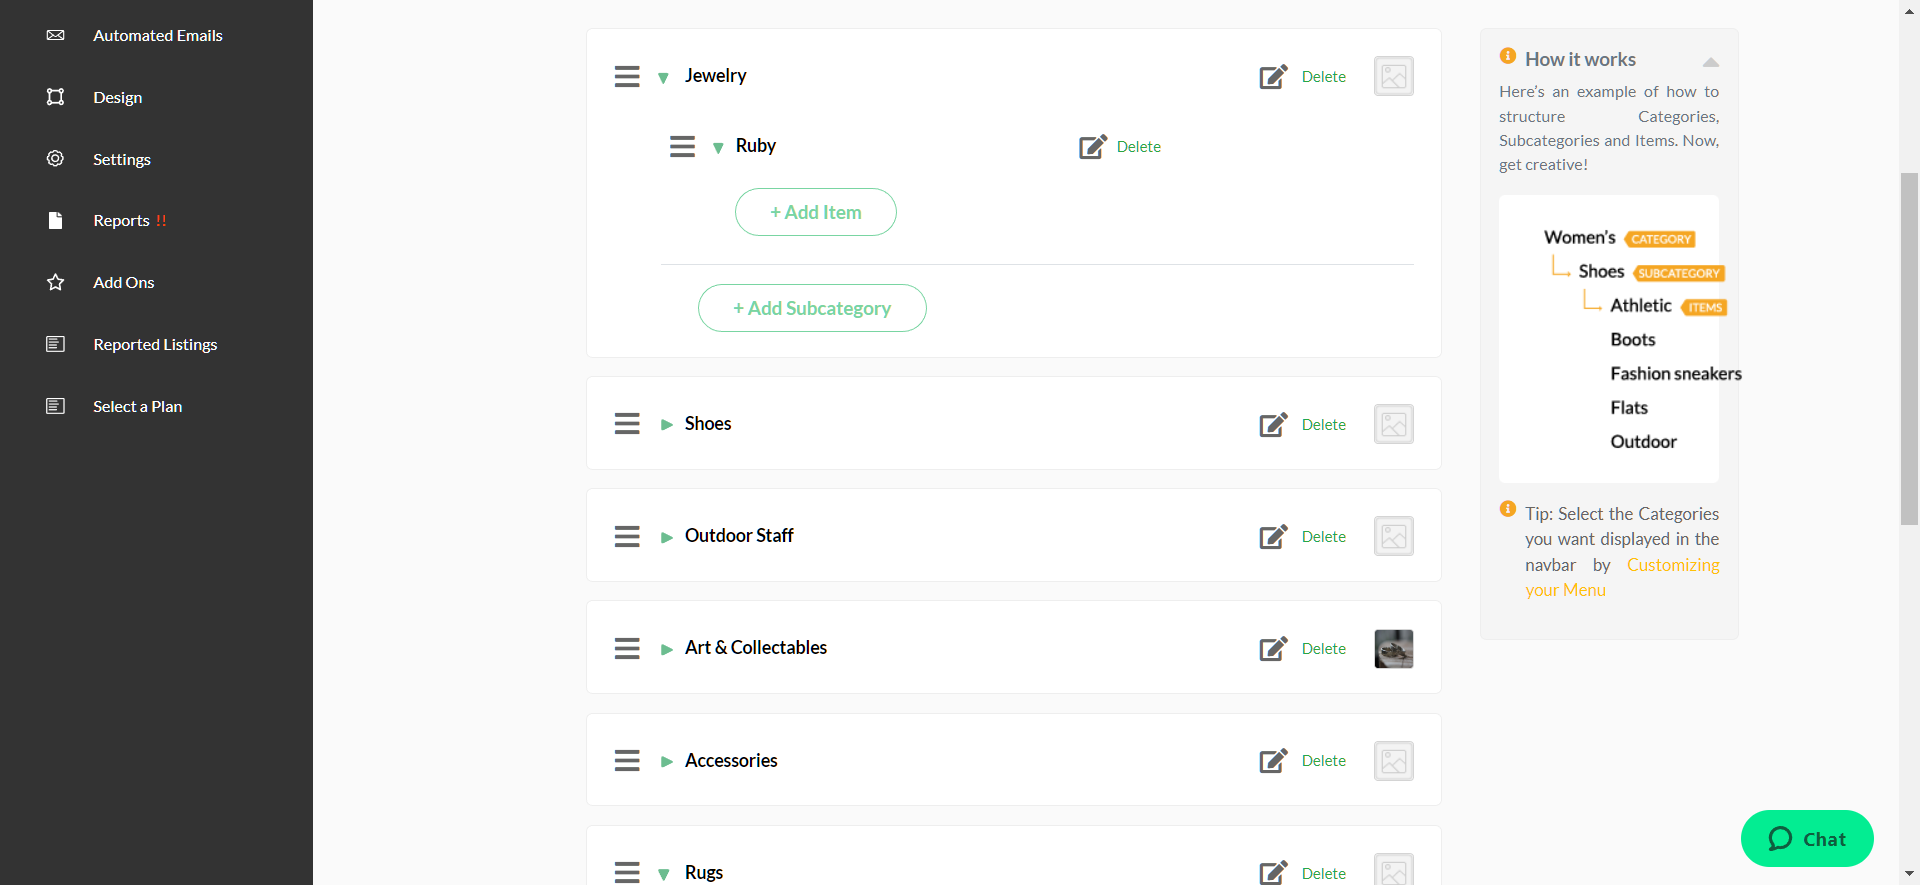 Automated Emails
Design
Settings
Reports !!
Add Ons
Reported Listings
Select a Plan
Jewelry
Delete
Ruby
Delete
+ Add Item
+ Add Subcategory
Shoes
Delete
Outdoor Staff
Delete
Art & Collectables
Delete
Accessories
Delete
Rugs
Delete
How it works
Here's an example of how to
structure Categories,
Subcategories and Items. Now,
get creative!
Women's CATEGORY
Shoes SUBCATEGORY
Athletic ITEMS
Boots
Fashion sneakers
Flats
Outdoor
Tip: Select the Categories
you want displayed in the
navbar by Customizing
your Menu
Chat